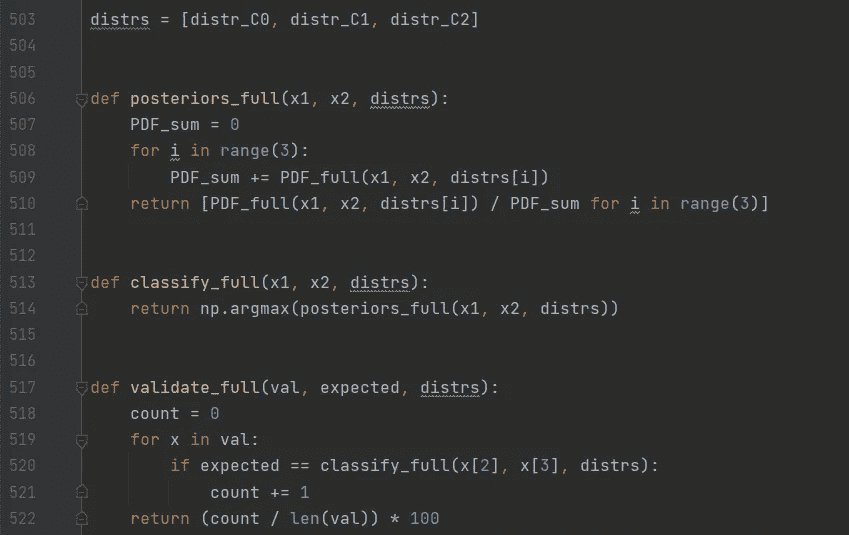 503 distrs = [distr_C0, distr_C1, distr_C2]
504
505
506 def posteriors_full(x1, x2, distrs):
507     PDF_sum = 0
508     for i in range(3):
509         PDF_sum += PDF_full(x1, x2, distrs[i])
510     return [PDF_full(x1, x2, distrs[i]) / PDF_sum for i in range(3)]
511
512
513 def classify_full(x1, x2, distrs):
514     return np.argmax(posteriors_full(x1, x2, distrs))
515
516
517 def validate_full(val, expected, distrs):
518     count = 0
519     for x in val:
520         if expected == classify_full(x[2], x[3], distrs):
521             count += 1
522     return (count / len(val)) * 100